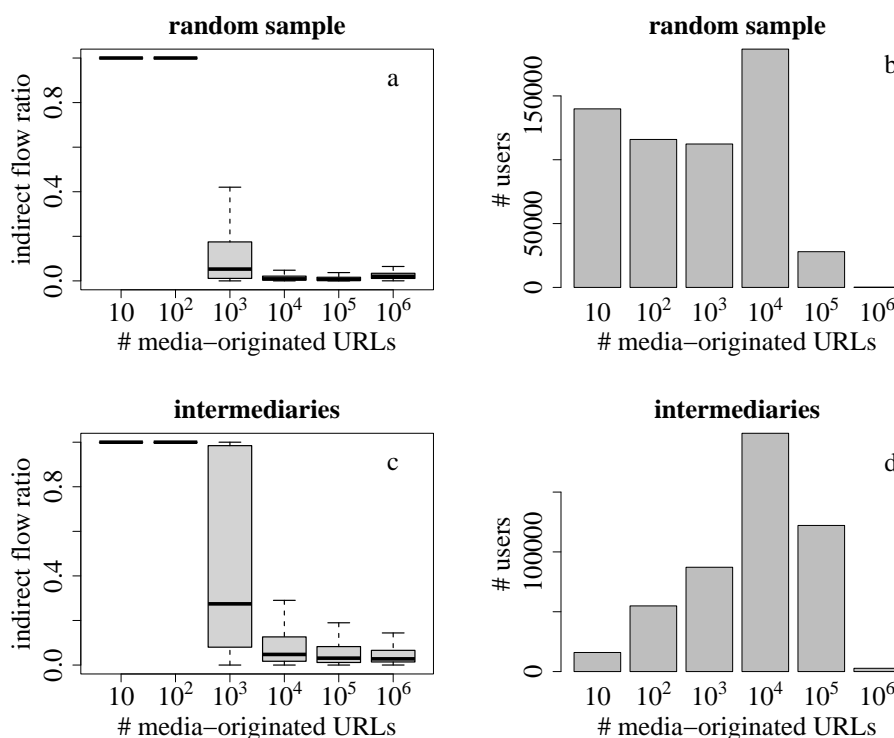 random sample
a
indirect flow ratio
0.0 0.4 0.8
10 10² 10³ 10⁴ 10⁵ 10⁶
# media−originated URLs
random sample
b
# users
0 50000 150000
10 10² 10³ 10⁴ 10⁵ 10⁶
# media−originated URLs
intermediaries
c
indirect flow ratio
0.0 0.4 0.8
10 10² 10³ 10⁴ 10⁵ 10⁶
# media−originated URLs
intermediaries
d
# users
0 100000
10 10² 10³ 10⁴ 10⁵ 10⁶
# media−originated URLs